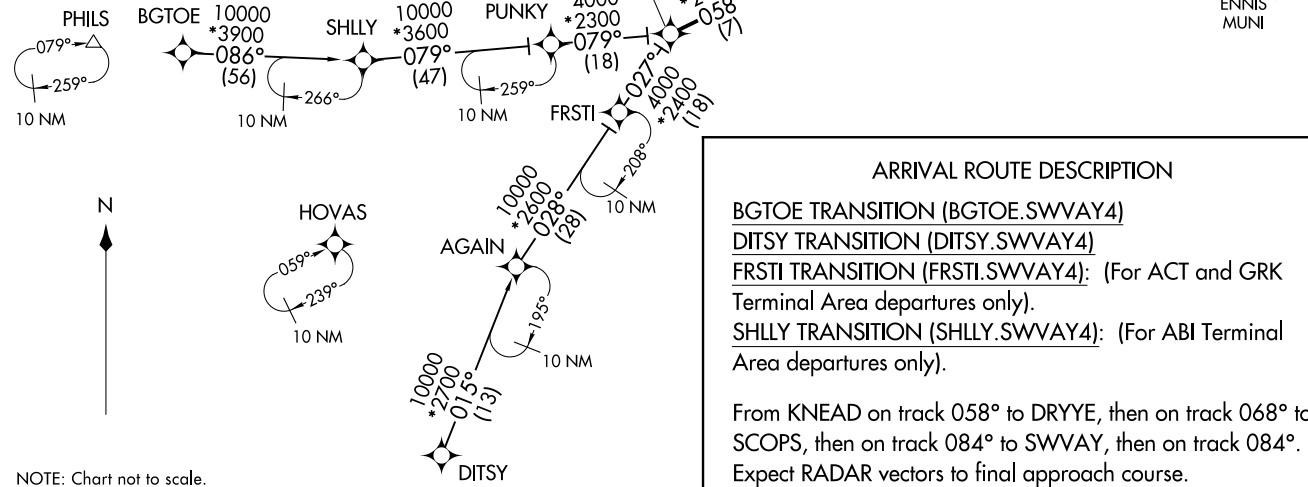 PHILS
079°
259°
10 NM
BGTOE
10000
*3900
086°
(56)
SHLLY
266°
10 NM
10000
*3600
079°
(47)
PUNKY
259°
10 NM
4000
*2300
079°
(18)
058°
(7)
ENNIS
MUNI
FRSTI
027°
4000
*2400
(18)
208°
10 NM
10000
*2600
028°
(28)
AGAIN
195°
10 NM
10000
*2700
015°
(13)
DITSY
N
HOVAS
059°
239°
10 NM
NOTE: Chart not to scale.
ARRIVAL ROUTE DESCRIPTION
BGTOE TRANSITION (BGTOE.SWVAY4)
DITSY TRANSITION (DITSY.SWVAY4)
FRSTI TRANSITION (FRSTI.SWVAY4): (For ACT and GRK
Terminal Area departures only).
SHLLY TRANSITION (SHLLY.SWVAY4): (For ABI Terminal
Area departures only).
From KNEAD on track 058° to DRYYE, then on track 068° to
SCOPS, then on track 084° to SWVAY, then on track 084°.
Expect RADAR vectors to final approach course.